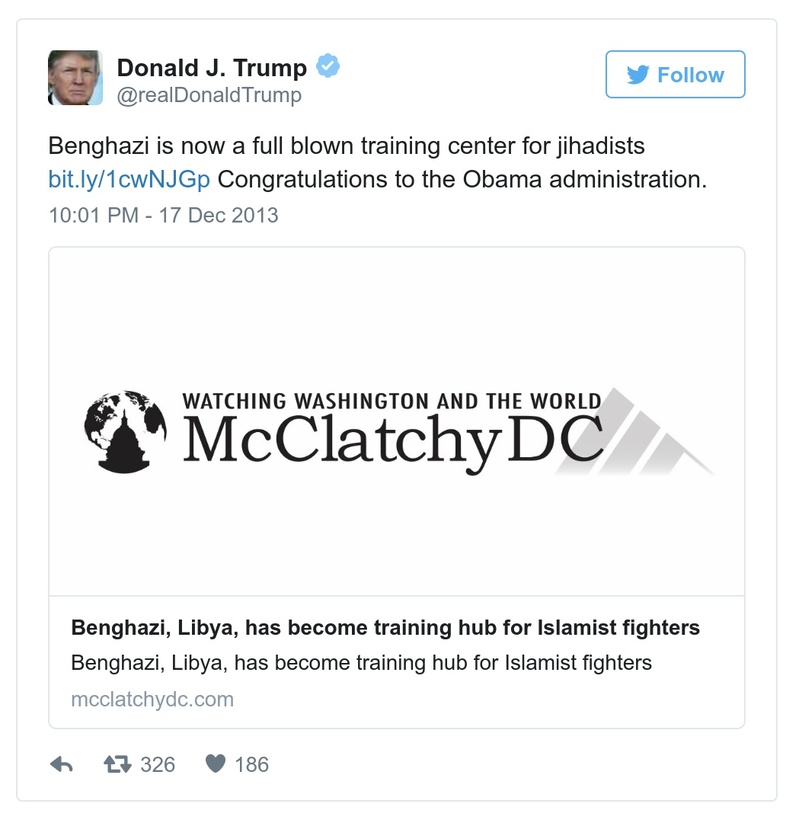 Donald J. Trump
@realDonaldTrump
Follow
Benghazi is now a full blown training center for jihadists
bit.ly/1cwNJGp Congratulations to the Obama administration.
10:01 PM - 17 Dec 2013
WATCHING WASHINGTON AND THE WORLD
McClatchyDC
Benghazi, Libya, has become training hub for Islamist fighters
Benghazi, Libya, has become training hub for Islamist fighters
mcclatchydc.com
326 186